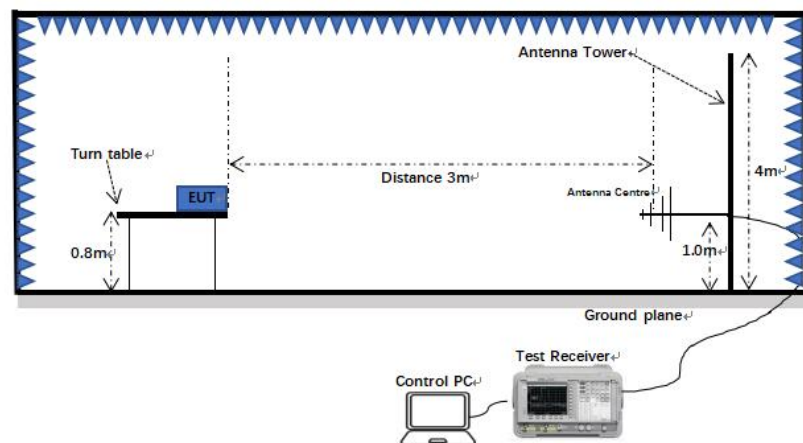 Antenna Tower↵
Turn table↵
Distance 3m↵
4m↵
EUT
Antenna Centre↵
0.8m↵
1.0m↵
Ground plane↵
Test Receiver↵
Control PC↵